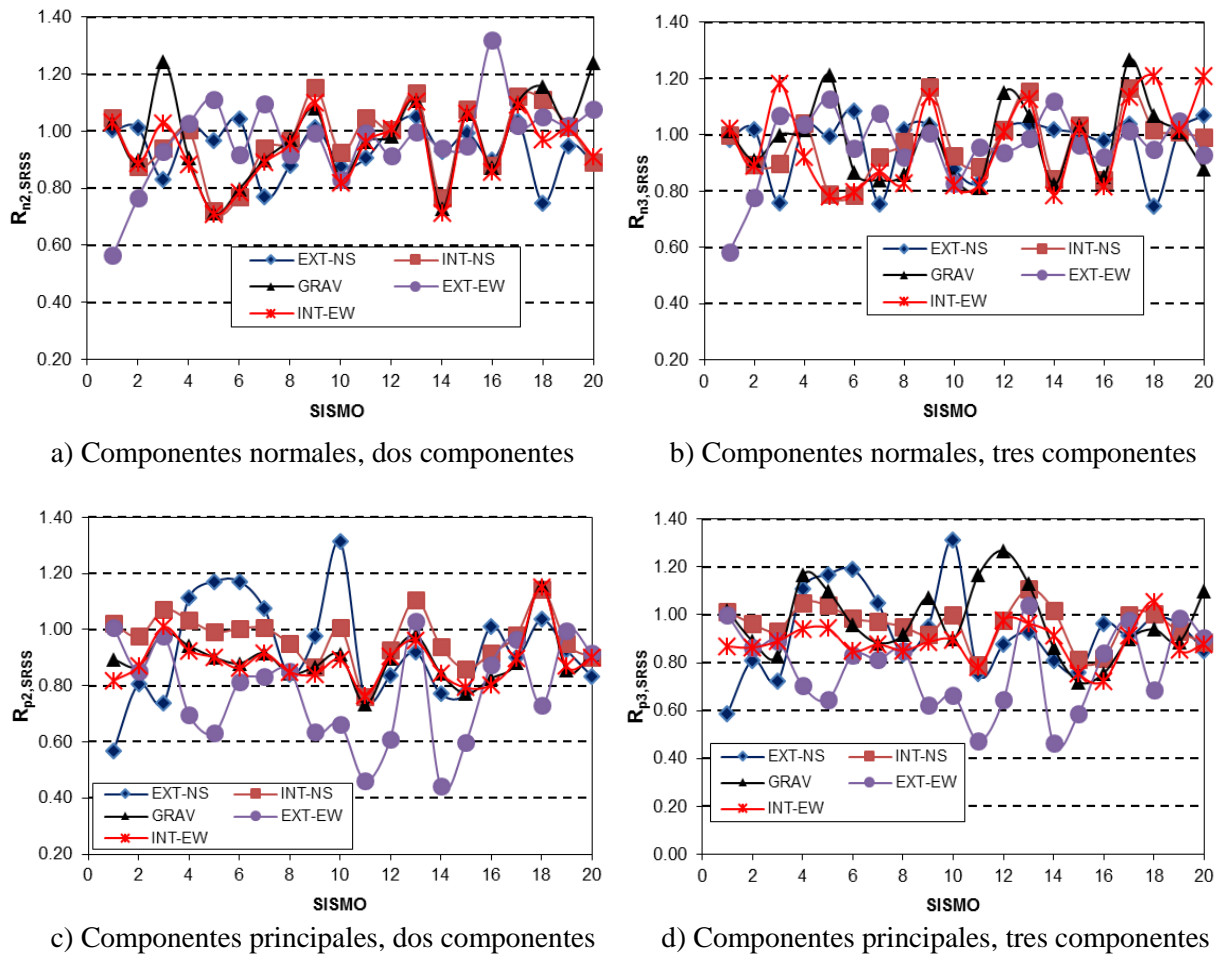 1.40
1.20
1.00
0.80
0.60
0.40
0.20
R_{n2,SRSS}
EXT-NS INT-NS
GRAV EXT-EW
INT-EW
0 2 4 6 8 10 12 14 16 18 20
SISMO
a) Componentes normales, dos componentes
1.40
1.20
1.00
0.80
0.60
0.40
0.20
R_{n3,SRSS}
EXT-NS INT-NS
GRAV EXT-EW
INT-EW
0 2 4 6 8 10 12 14 16 18 20
SISMO
b) Componentes normales, tres componentes
1.40
1.20
1.00
0.80
0.60
0.40
0.20
R_{p2,SRSS}
EXT-NS INT-NS
GRAV EXT-EW
INT-EW
0 2 4 6 8 10 12 14 16 18 20
SISMO
c) Componentes principales, dos componentes
1.40
1.20
1.00
0.80
0.60
0.40
0.20
0.00
R_{p3,SRSS}
EXT-NS INT-NS
GRAV EXT-EW
INT-EW
0 2 4 6 8 10 12 14 16 18 20
SISMO
d) Componentes principales, tres componentes